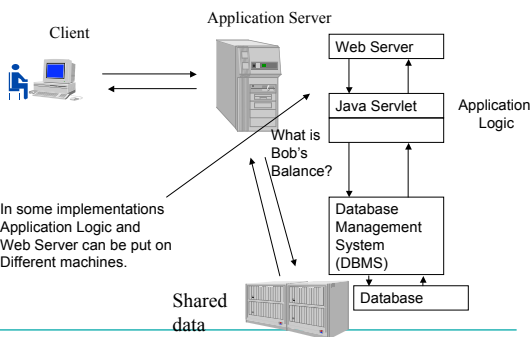 Application Server
Client
Web Server
Java Servlet
Application
Logic
What is
Bob's
Balance?
In some implementations
Application Logic and
Web Server can be put on
Different machines.
Database
Management
System
(DBMS)
Database
Shared
data